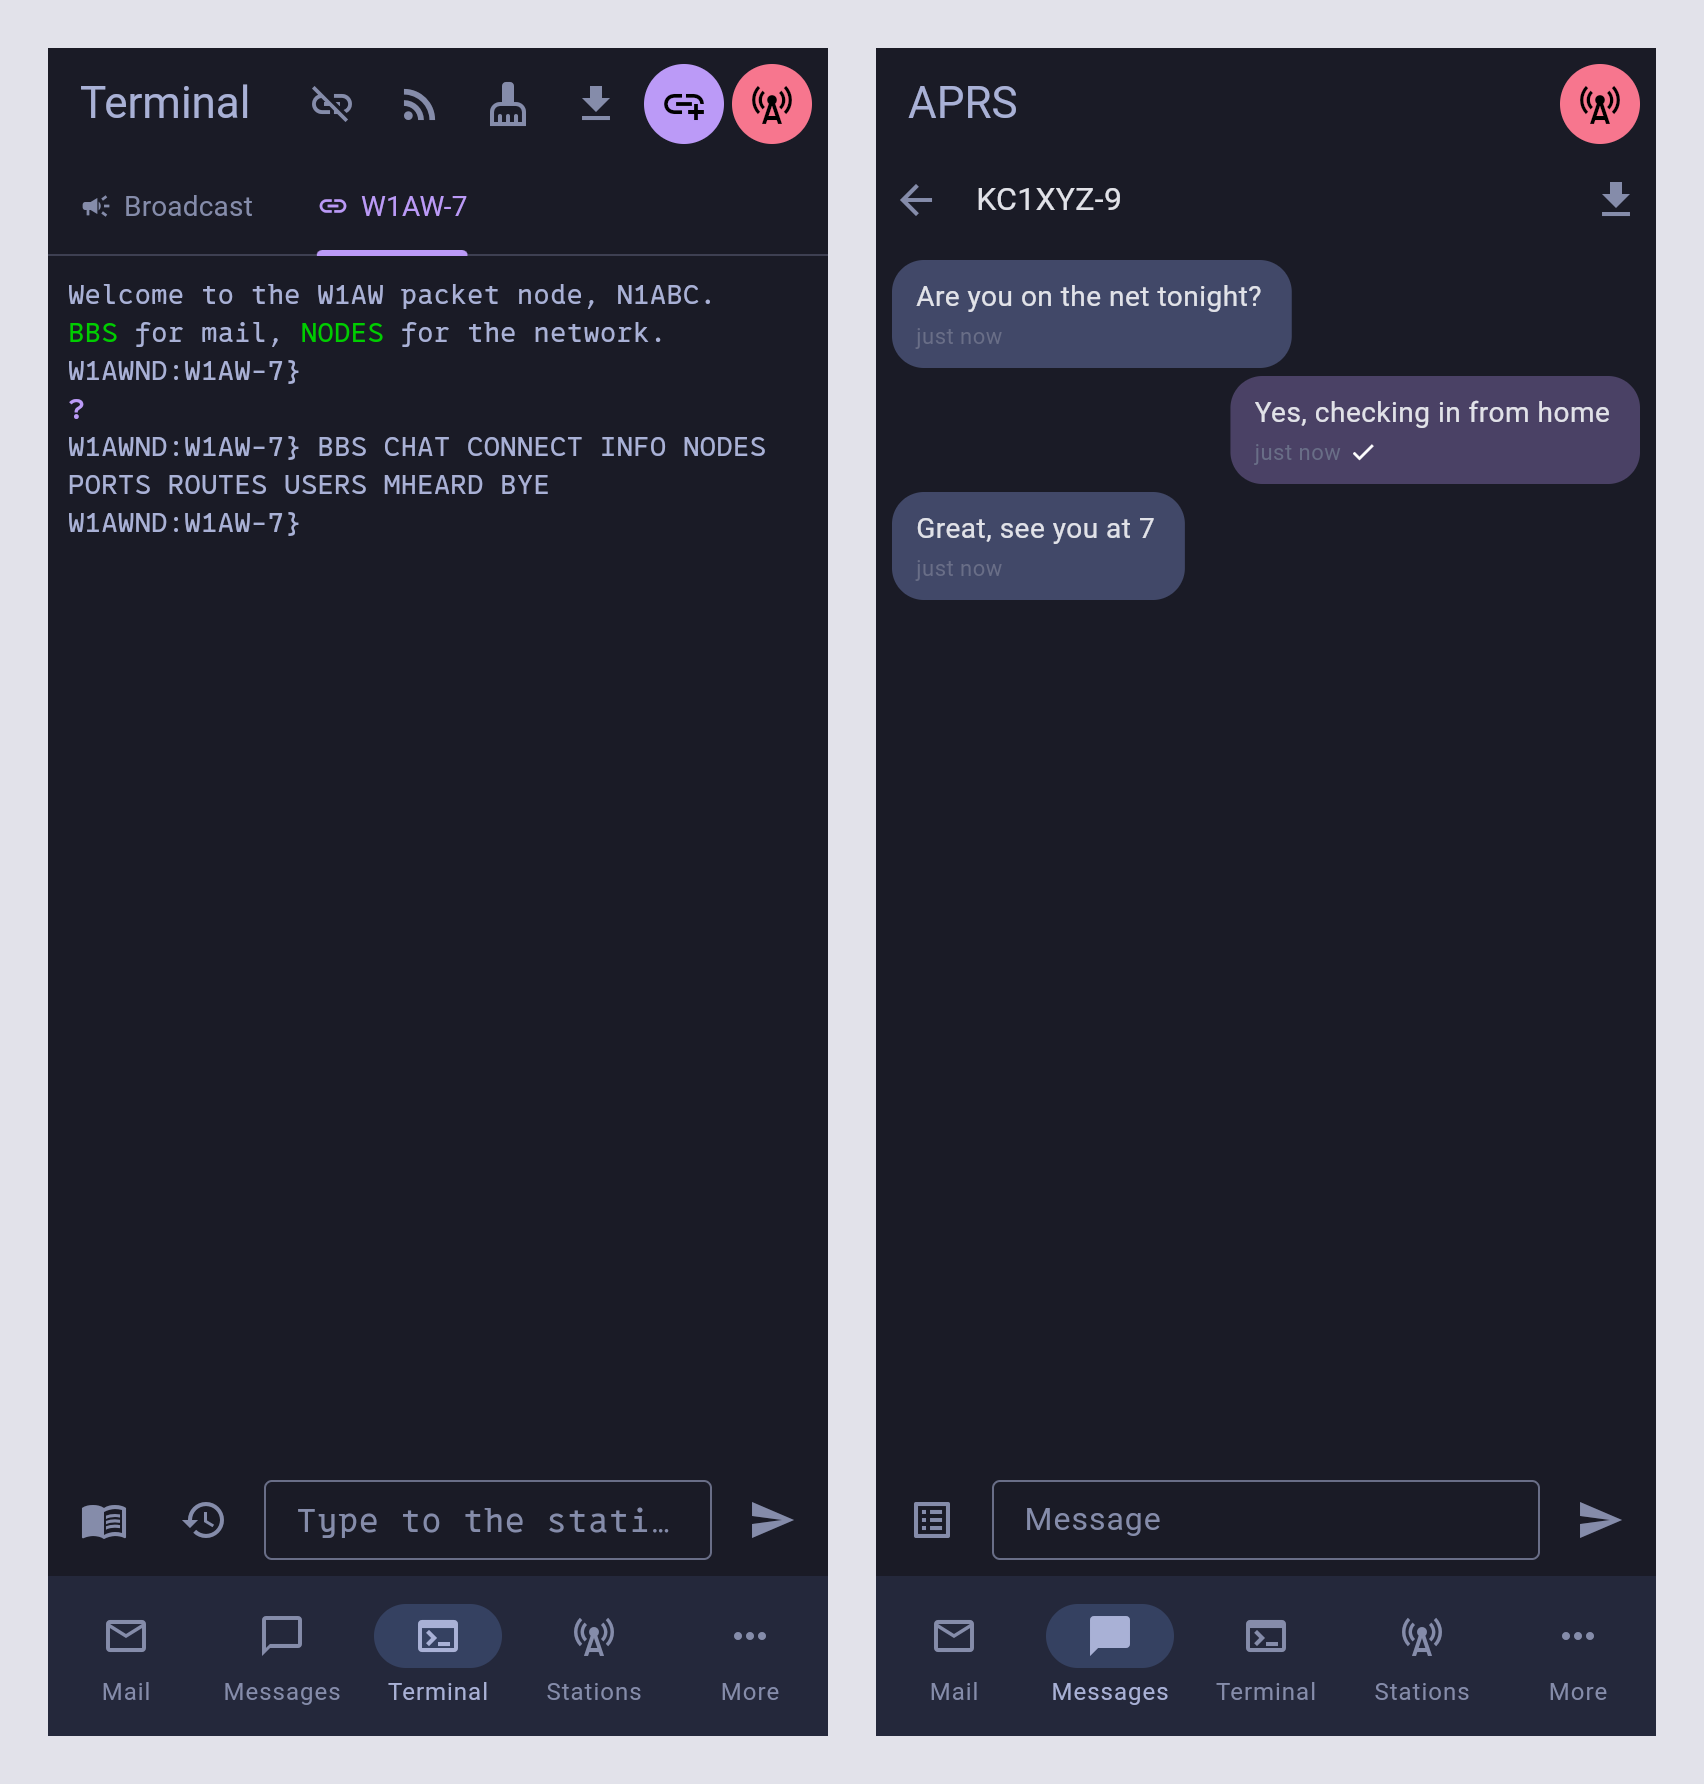 Terminal
Broadcast
W1AW-7
Welcome to the W1AW packet node, N1ABC.
BBS for mail, NODES for the network.
W1AWND:W1AW-7}
?
W1AWND:W1AW-7} BBS CHAT CONNECT INFO NODES
PORTS ROUTES USERS MHEARD BYE
W1AWND:W1AW-7}
Type to the stati…
Mail
Messages
Terminal
Stations
More
APRS
KC1XYZ-9
Are you on the net tonight?
just now
Yes, checking in from home
just now
Great, see you at 7
just now
Message
Mail
Messages
Terminal
Stations
More